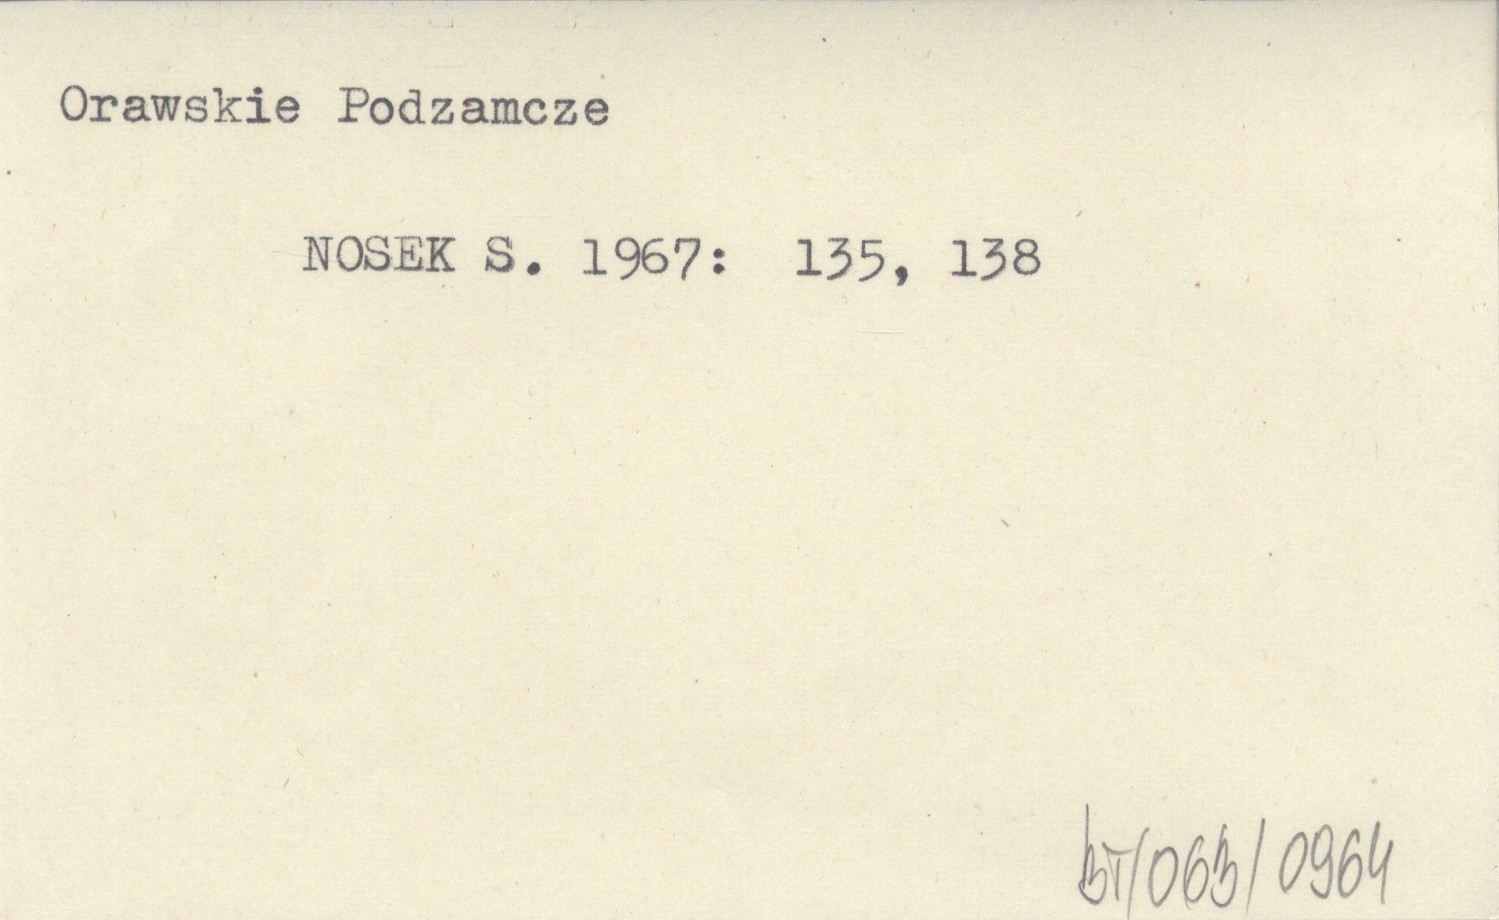 Orawskie Podzamcze
NOSEK S. 1967: 135, 138
BT/063/0964